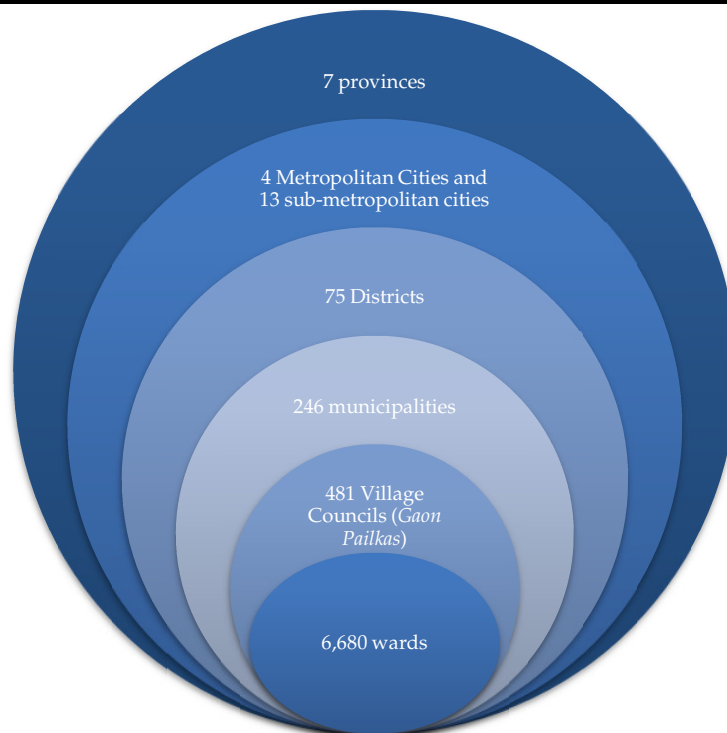 7 provinces
4 Metropolitan Cities and
13 sub-metropolitan cities
75 Districts
246 municipalities
481 Village
Councils (Gaon
Pailkas)
6,680 wards